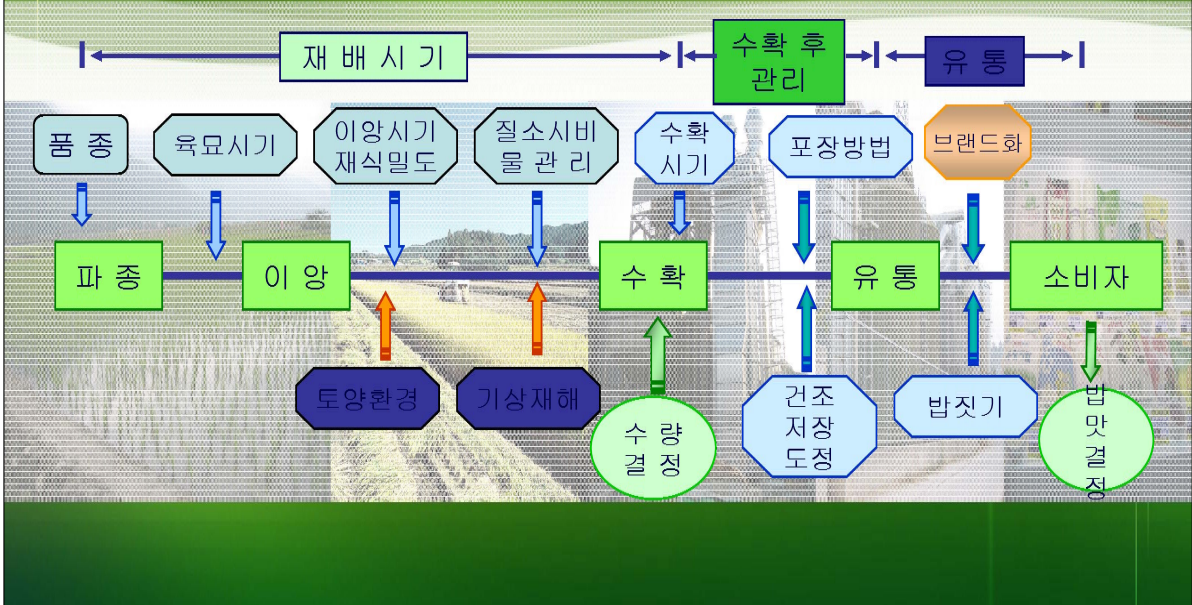 재 배 시 기
수확 후
관리
유 통
품 종
육묘시기
이앙시기
재식밀도
질소시비
물 관 리
수확
시기
포장방법
브랜드화
파 종
이 앙
수 확
유 통
소비자
토양환경
기상재해
수 량
결 정
건조
저장
도정
밥짓기
밥
맛
결
정